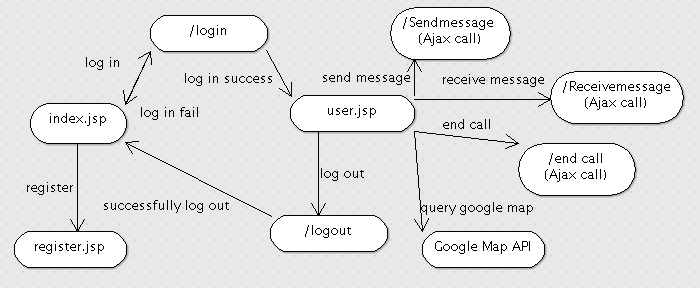 /login
/Sendmessage
(Ajax call)
log in
log in success
send message
receive message
/Receivemessage
(Ajax call)
index.jsp
log in fail
user.jsp
end call
/end call
(Ajax call)
register
log out
successfully log out
query google map
register.jsp
/logout
Google Map API